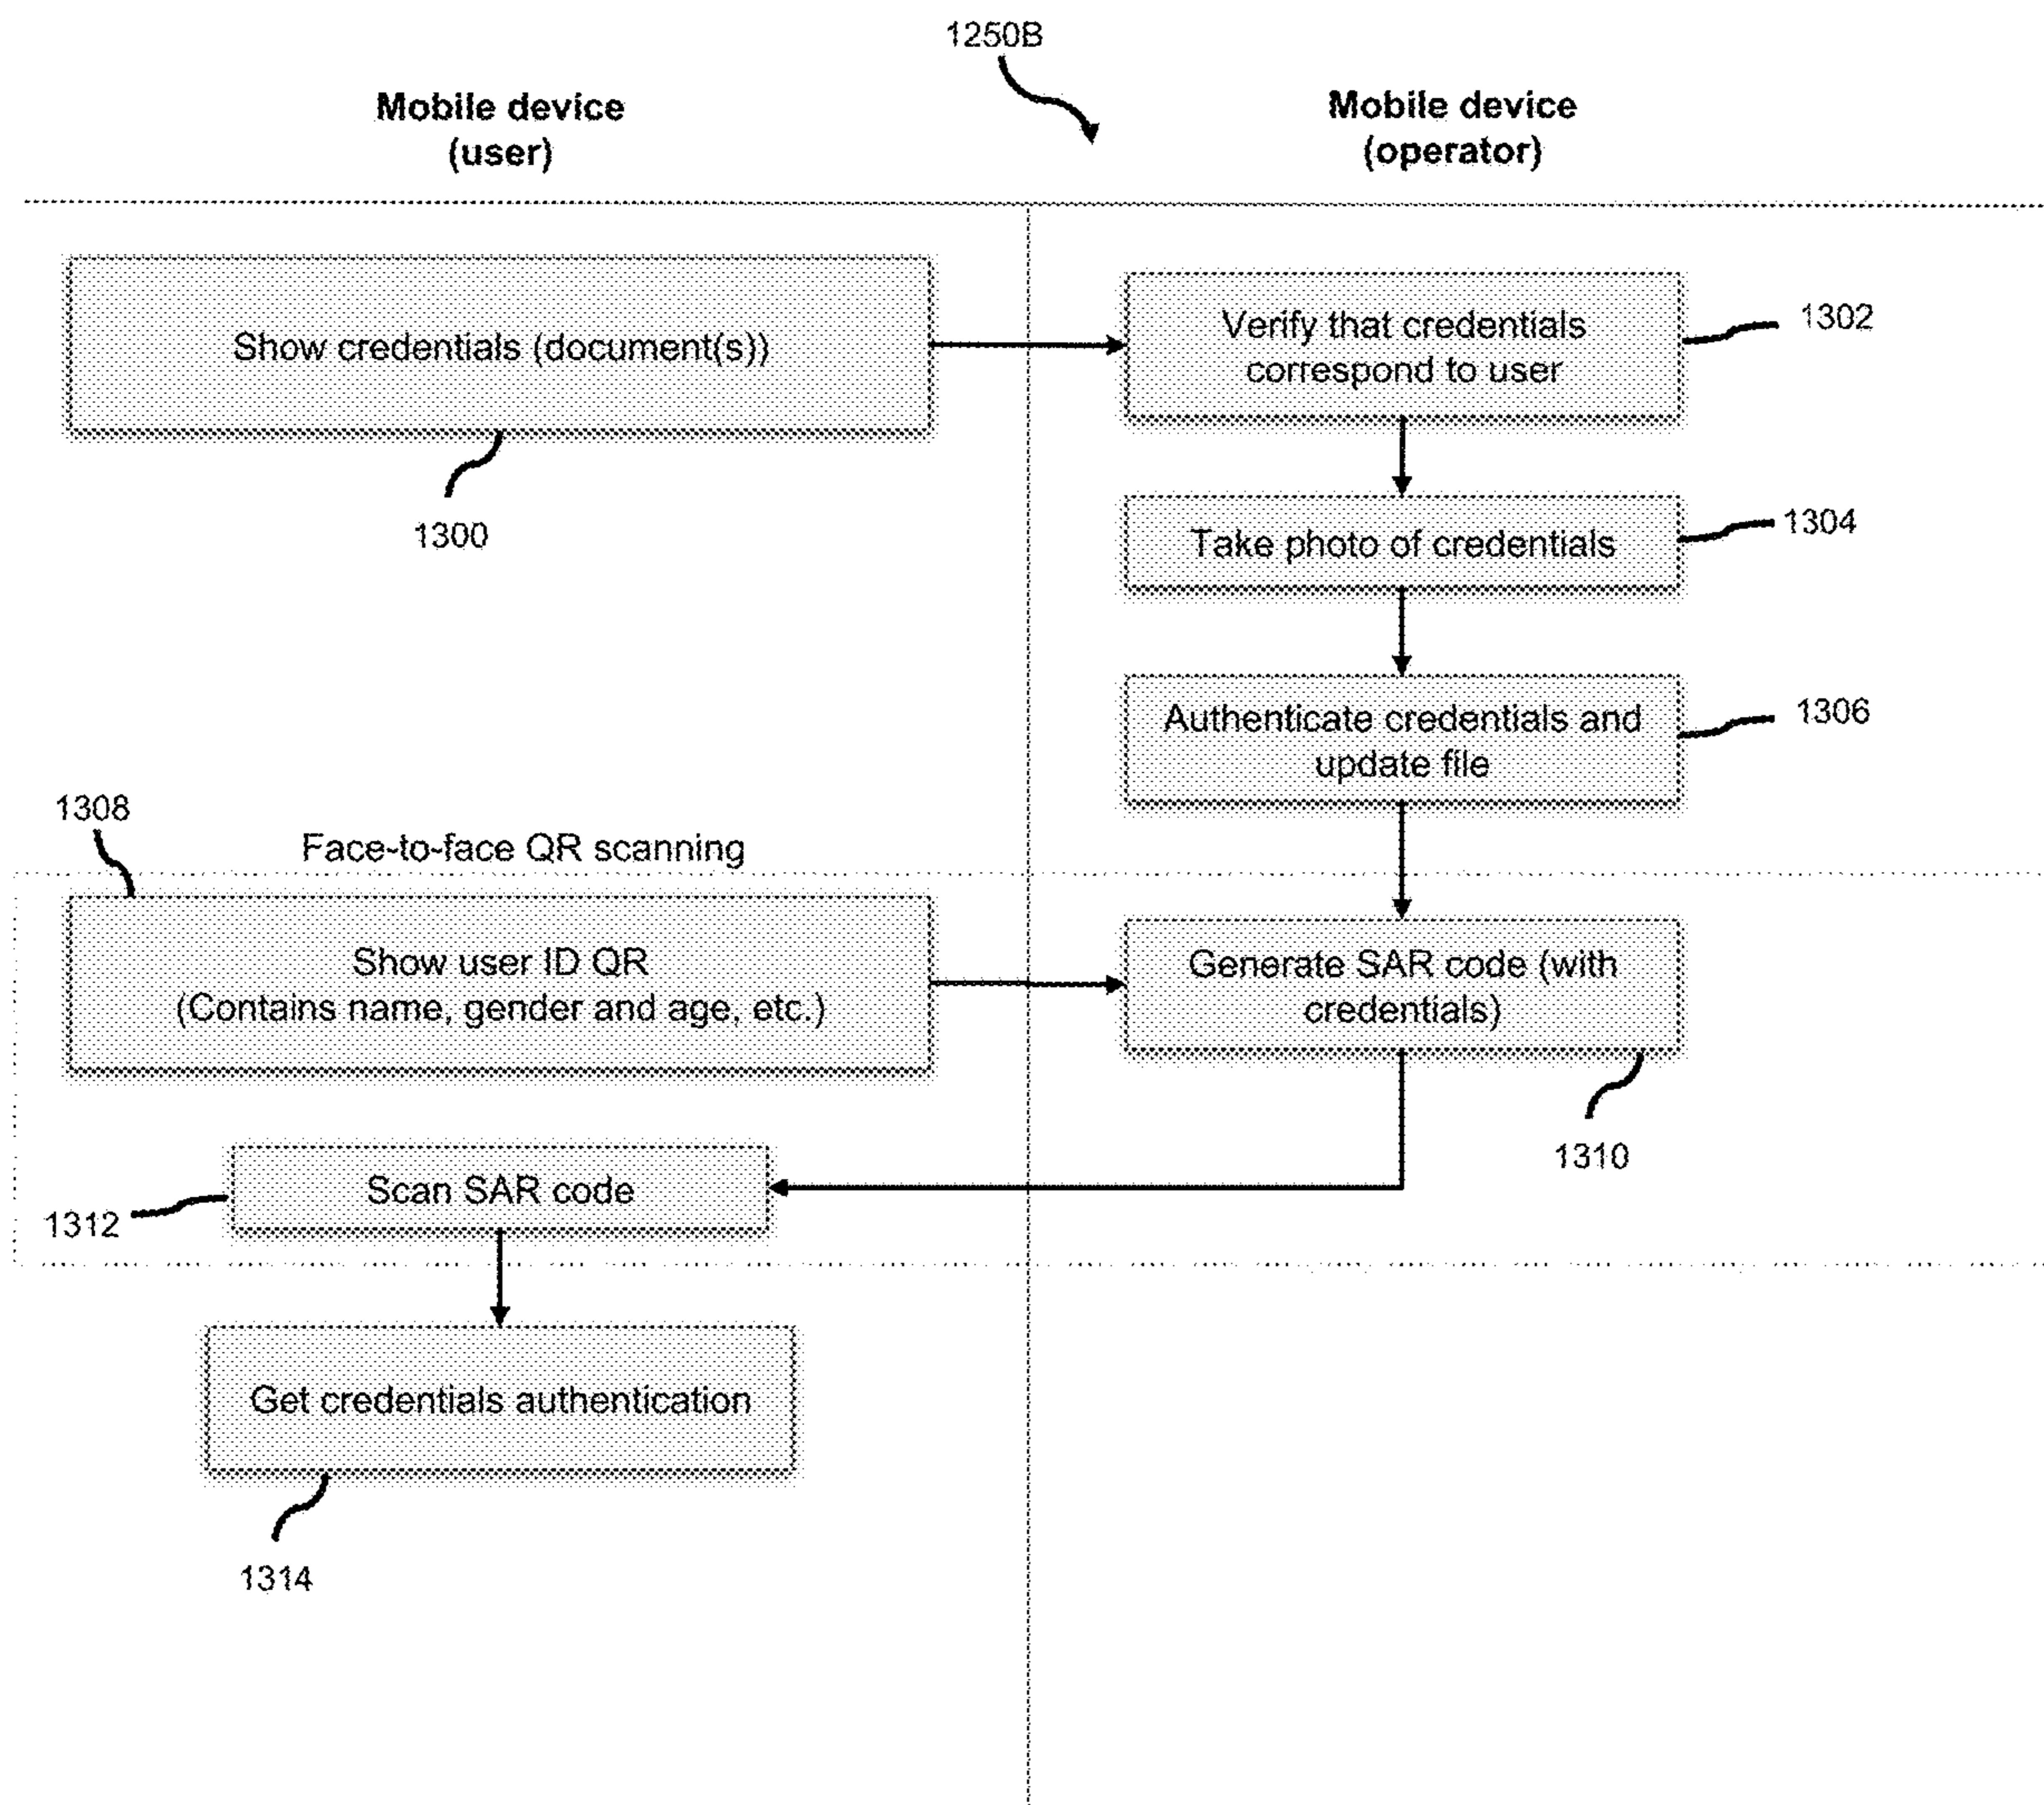 1250B
Mobile device
(user)
Mobile device
(operator)
Show credentials (document(s))
1300
Verify that credentials
correspond to user
1302
Take photo of credentials
1304
Authenticate credentials and
update file
1306
1308
Face-to-face QR scanning
Show user ID QR
(Contains name, gender and age, etc.)
Generate SAR code (with
credentials)
1310
Scan SAR code
1312
Get credentials authentication
1314